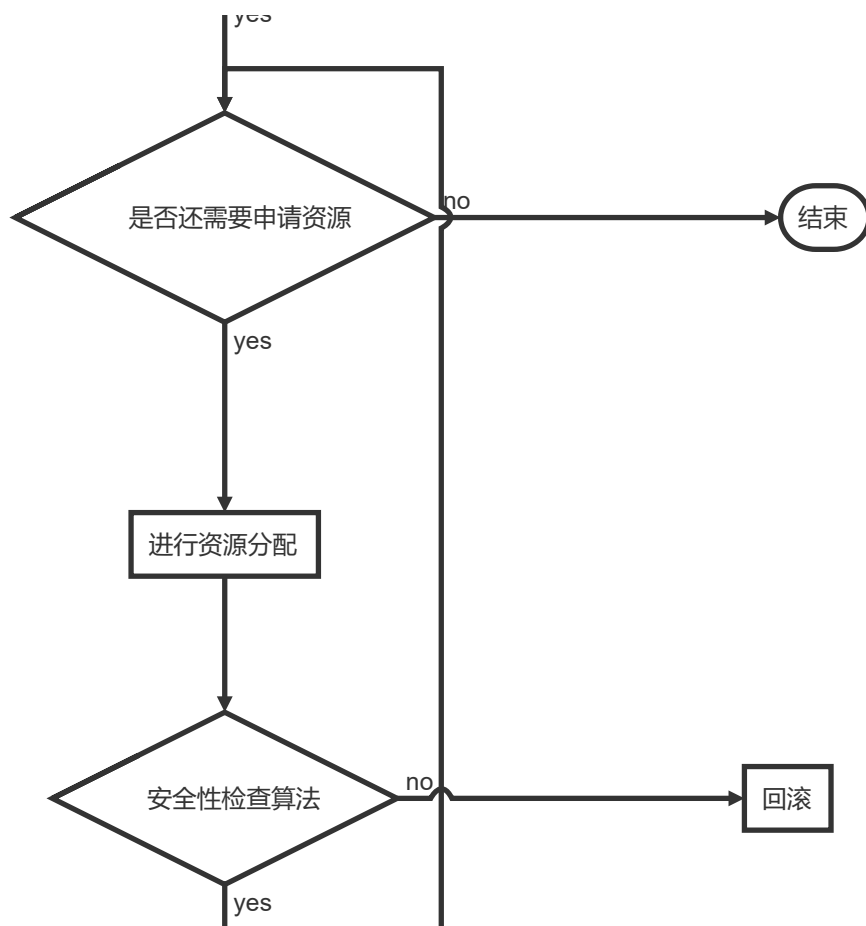 yes
是否还需要申请资源
no
结束
yes
进行资源分配
安全性检查算法
no
回滚
yes